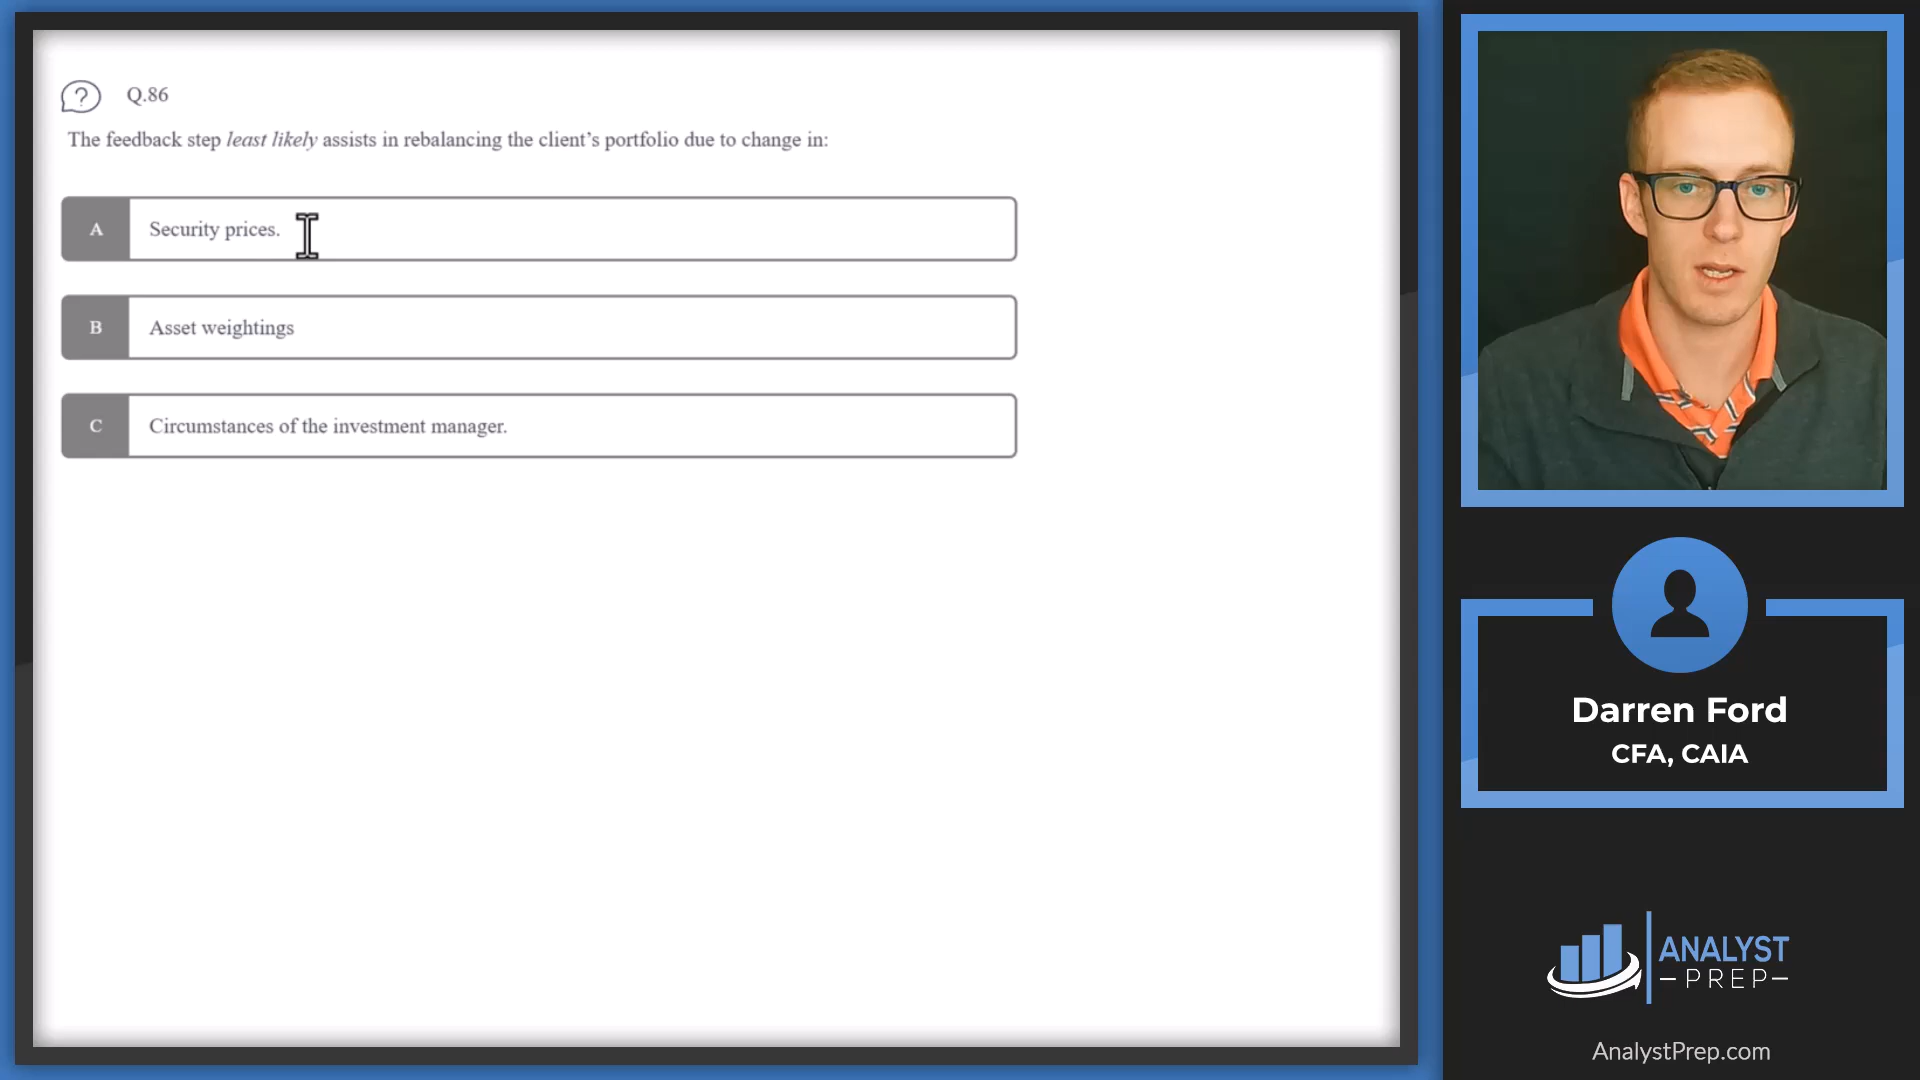 Q.86
The feedback step least likely assists in rebalancing the client’s portfolio due to change in:
A
Security prices.
B
Asset weightings
C
Circumstances of the investment manager.
Darren Ford
CFA, CAIA
ANALYST
PREP
AnalystPrep.com